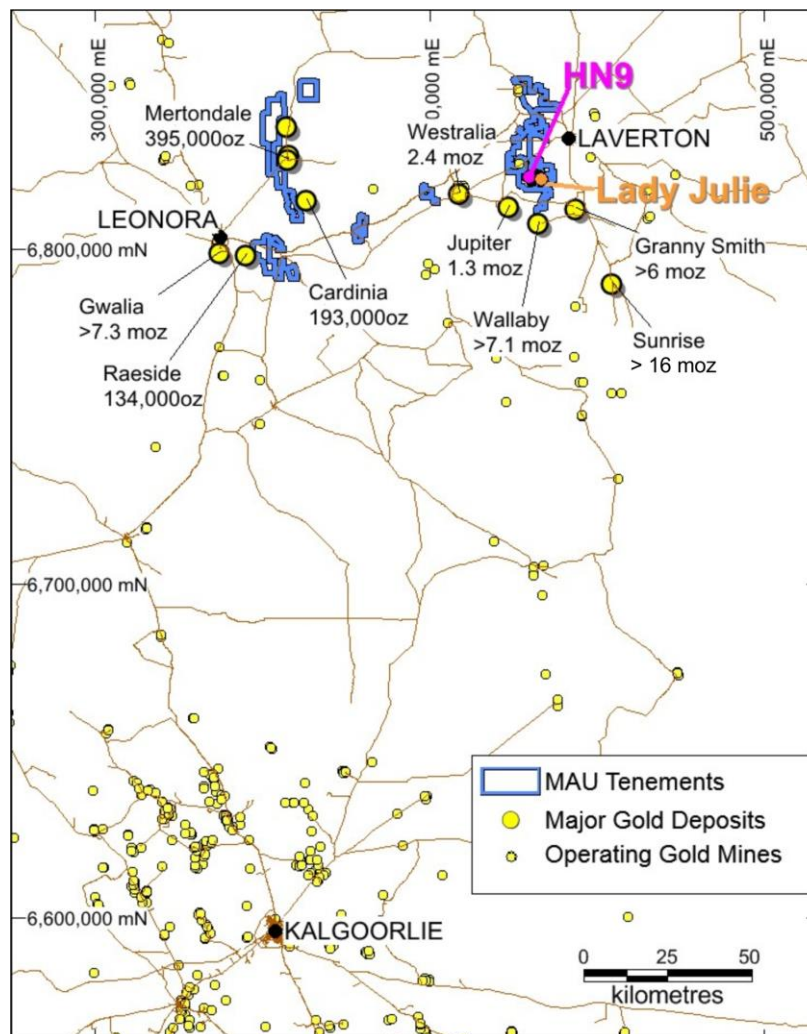 300,000 mE
0,000 mE
500,000 mE
HN9
Mertondale
395,000oz
Westralia
2.4 moz
LAVERTON
Lady Julie
LEONORA
6,800,000 mN
Jupiter
1.3 moz
Granny Smith
>6 moz
Gwalia
>7.3 moz
Cardinia
193,000oz
Wallaby
>7.1 moz
Sunrise
> 16 moz
Raeside
134,000oz
6,700,000 mN
MAU Tenements
Major Gold Deposits
Operating Gold Mines
6,600,000 mN
KALGOORLIE
0 25 50
kilometres